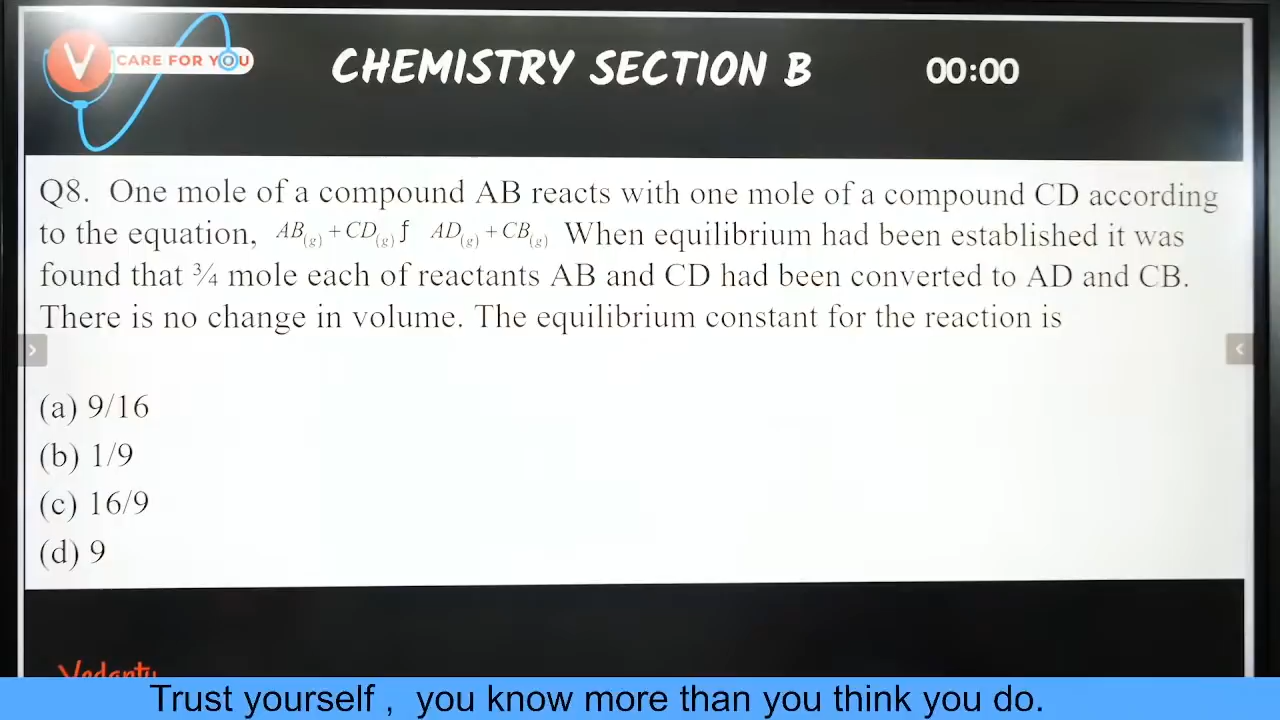 V CARE FOR YOU
CHEMISTRY SECTION B
00:00
Q8. One mole of a compound AB reacts with one mole of a compound CD according
to the equation, AB(g) + CD(g) ƒ AD(g) + CB(g) When equilibrium had been established it was
found that ¾ mole each of reactants AB and CD had been converted to AD and CB.
There is no change in volume. The equilibrium constant for the reaction is
(a) 9/16
(b) 1/9
(c) 16/9
(d) 9
Trust yourself , you know more than you think you do.